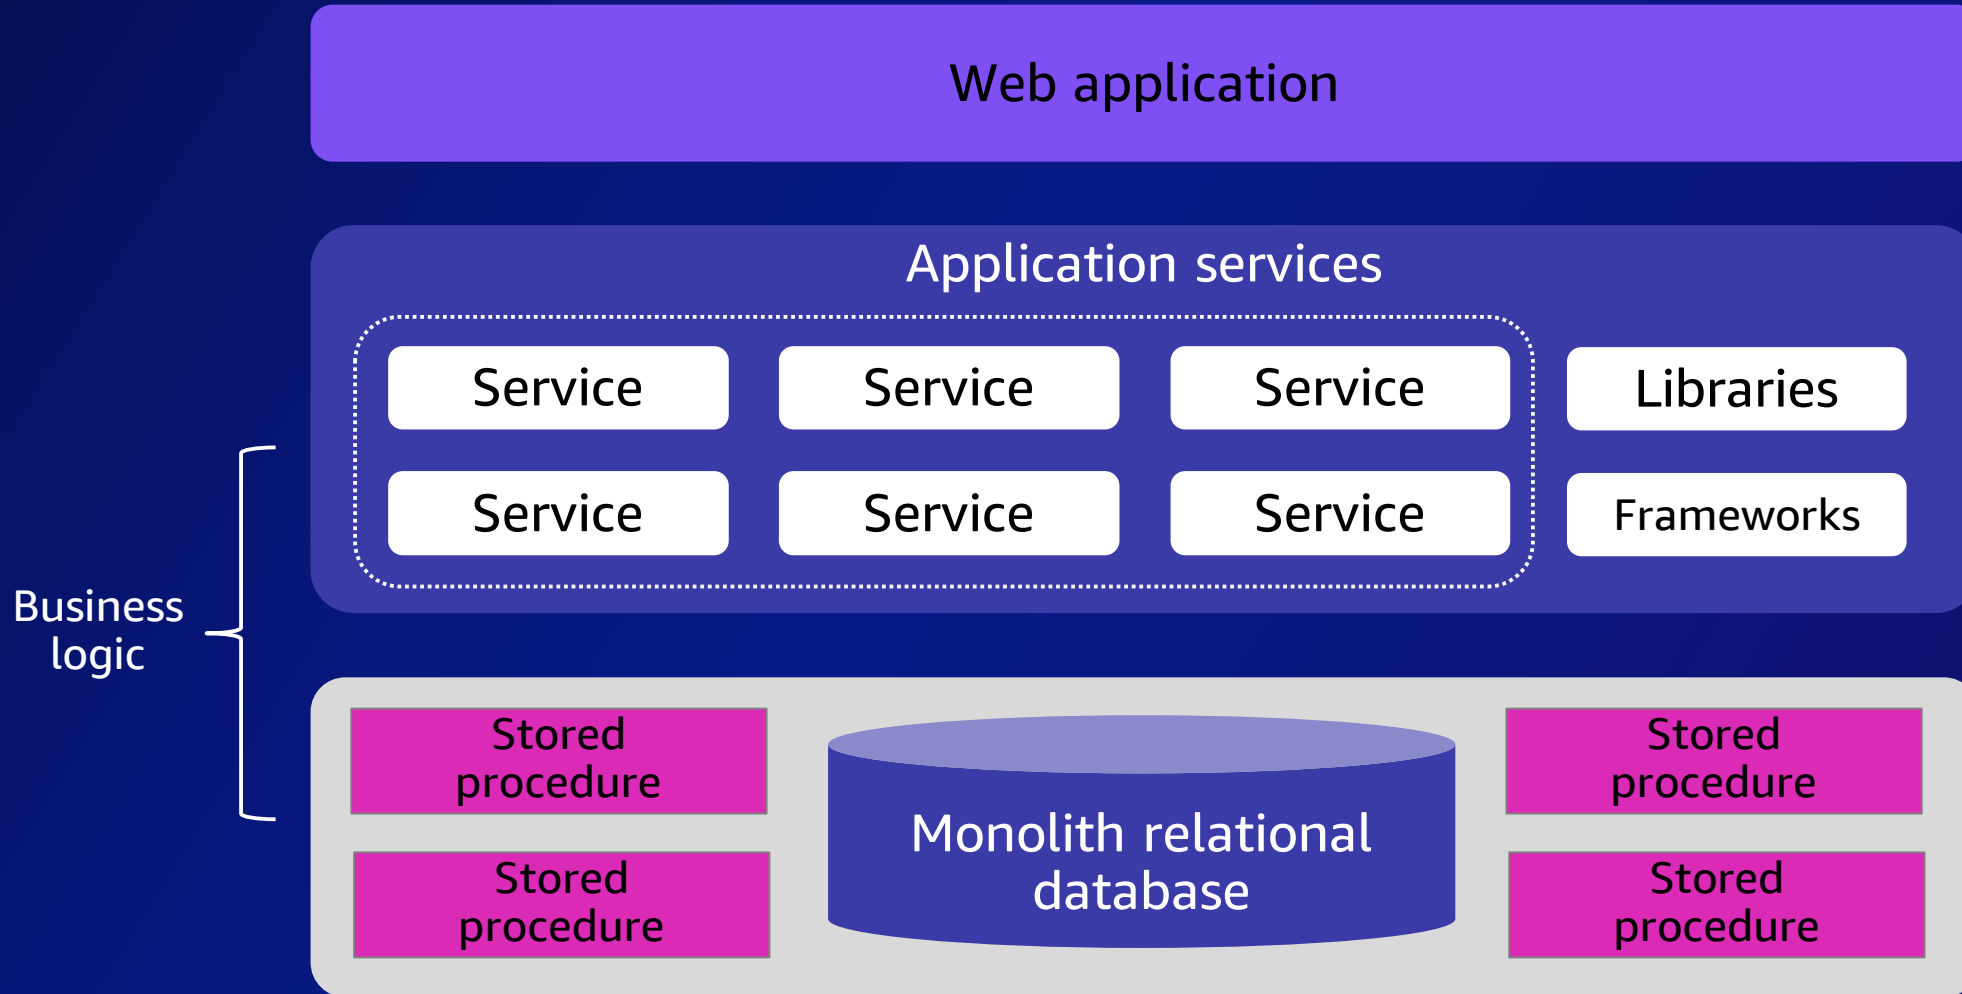 Web application
Application services
Service
Service
Service
Libraries
Service
Service
Service
Frameworks
Business
logic
Stored
procedure
Stored
procedure
Monolith relational
database
Stored
procedure
Stored
procedure